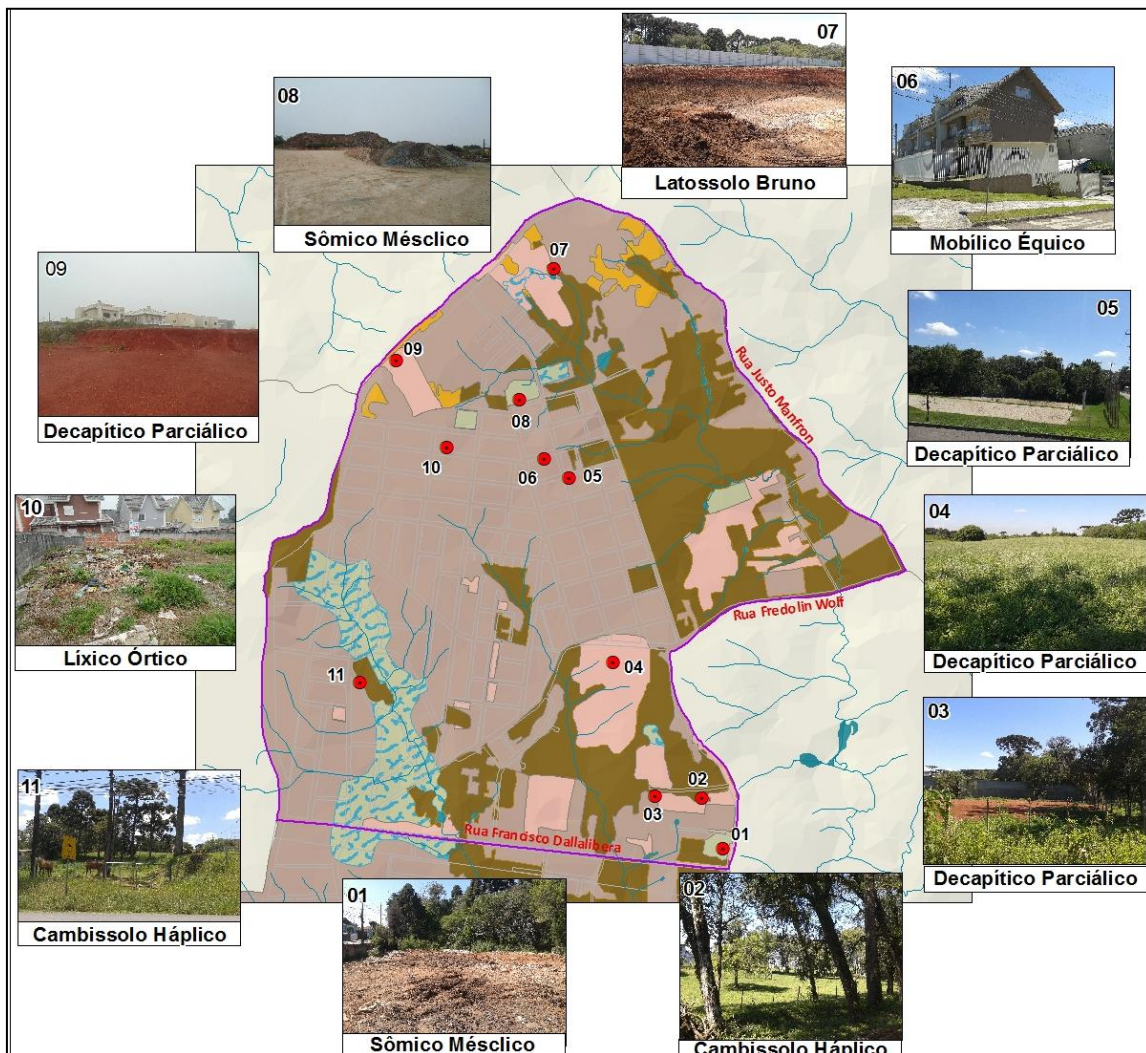 07
Latossolo Bruno
08
Sômico Mésclico
06
Mobílico Équico
09
Decapítico Parciálico
05
Decapítico Parciálico
10
Líxico Órtico
04
Decapítico Parciálico
11
Cambissolo Háplico
03
Decapítico Parciálico
01
Sômico Mésclico
02
Cambissolo Háplico
07
09
08
10
06
05
Rua Justo Manfron
Rua Fredolin Wolf
04
11
03
02
01
Rua Francisco Dallalibera